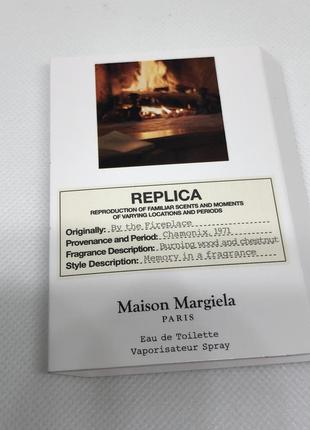 REPLICA
REPRODUCTION OF FAMILIAR SCENTS AND MOMENTS
OF VARYING LOCATIONS AND PERIODS
Originally: By the Fireplace
Provenance and Period: Chamonix, 1971
Fragrance Description: Burning wood and chestnut
Style Description: Memory in a fragrance
Maison Margiela
PARIS
Eau de Toilette
Vaporisateur Spray